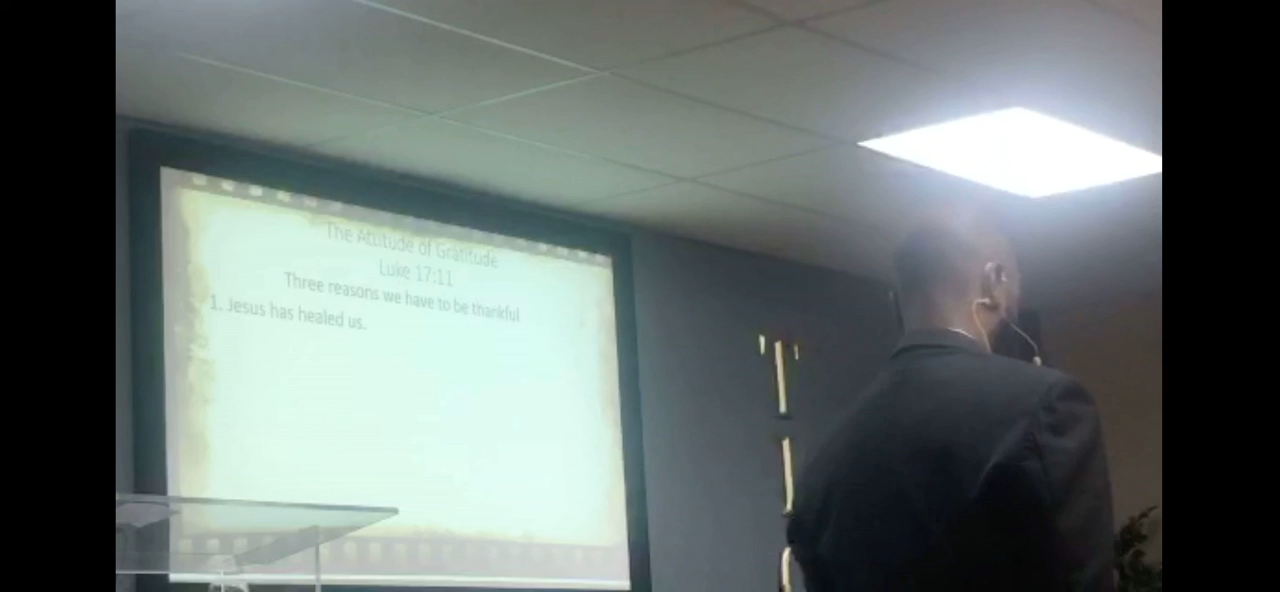 The Attitude of Gratitude
Luke 17:11
Three reasons we have to be thankful
1. Jesus has healed us.
T